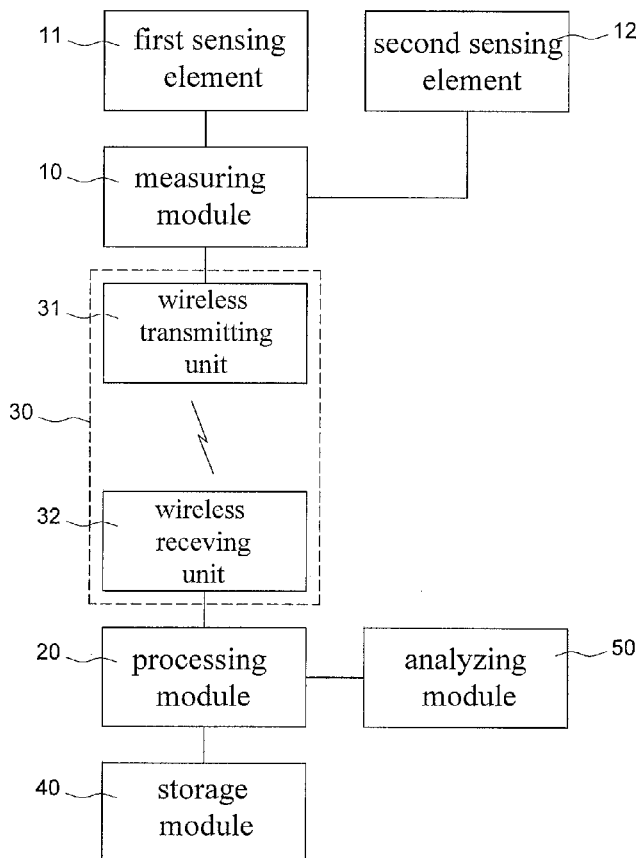 11
first sensing
element
second sensing
element
12
10
measuring
module
31
wireless
transmitting
unit
30
32
wireless
receving
unit
20
processing
module
analyzing
module
50
40
storage
module